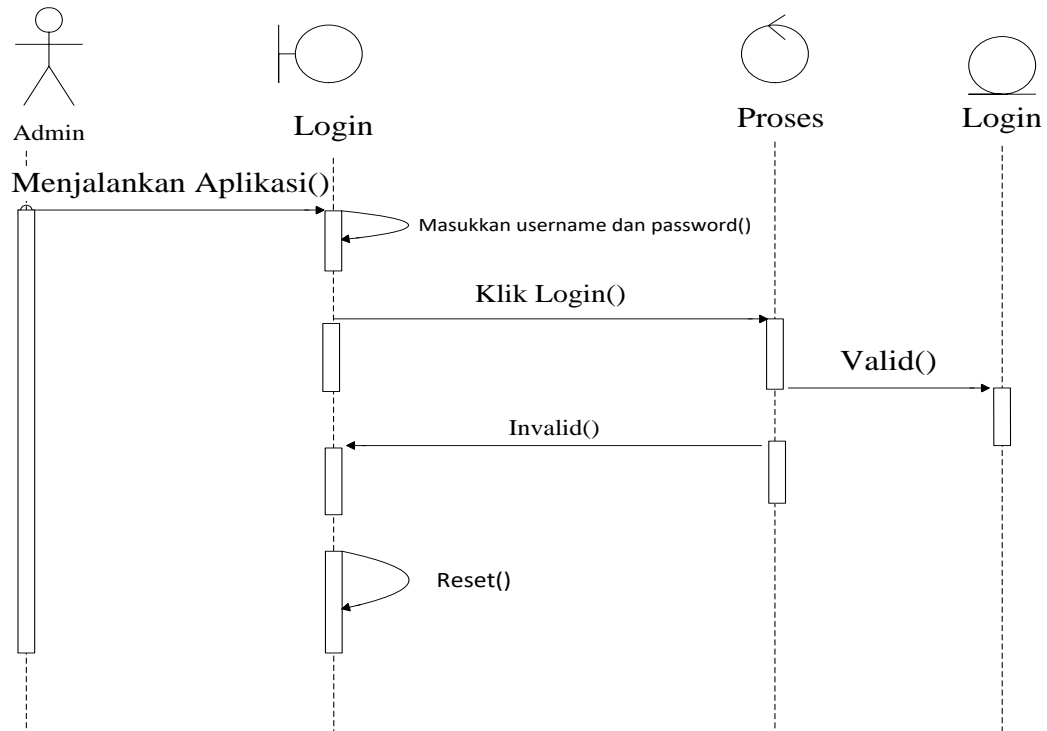 Admin
Login
Proses
Login
Menjalankan Aplikasi()
Masukkan username dan password()
Klik Login()
Valid()
Invalid()
Reset()